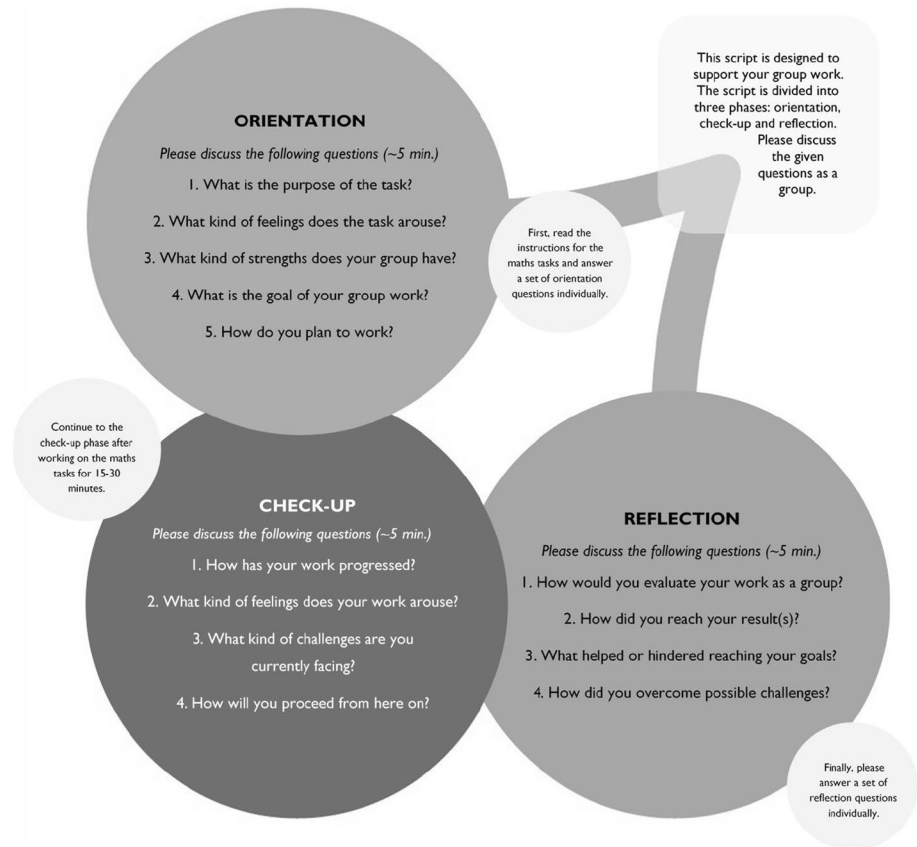 This script is designed to
support your group work.
The script is divided into
three phases: orientation,
check-up and reflection.
Please discuss
the given
questions as a
group.
First, read the
instructions for the
maths tasks and answer
a set of orientation
questions individually.
ORIENTATION
Please discuss the following questions (~5 min.)
1. What is the purpose of the task?
2. What kind of feelings does the task arouse?
3. What kind of strengths does your group have?
4. What is the goal of your group work?
5. How do you plan to work?
Continue to the
check-up phase after
working on the maths
tasks for 15-30
minutes.
CHECK-UP
Please discuss the following questions (~5 min.)
1. How has your work progressed?
2. What kind of feelings does your work arouse?
3. What kind of challenges are you
currently facing?
4. How will you proceed from here on?
REFLECTION
Please discuss the following questions (~5 min.)
1. How would you evaluate your work as a group?
2. How did you reach your result(s)?
3. What helped or hindered reaching your goals?
4. How did you overcome possible challenges?
Finally, please
answer a set of
reflection questions
individually.